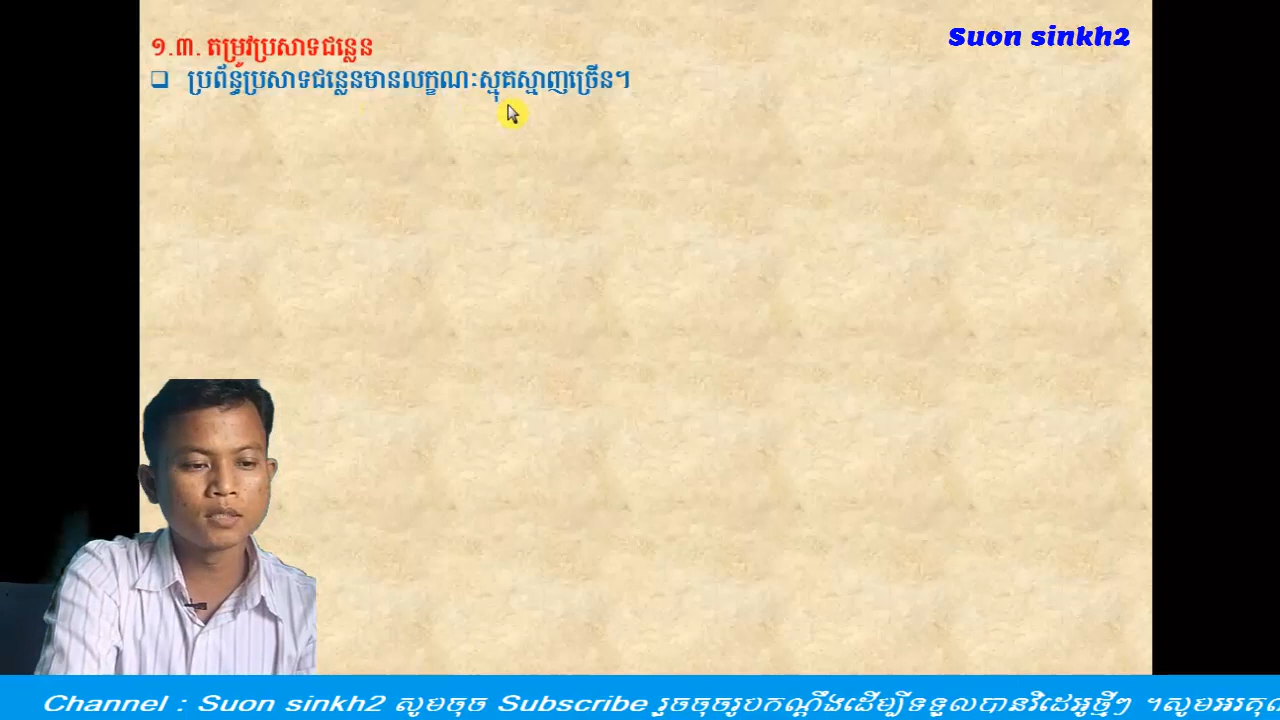 ១.៣. តម្រូវប្រសាទជន្លេន
Suon sinkh2
❑ ប្រព័ន្ធប្រសាទជន្លេនមានលក្ខណៈស្មុគស្មាញច្រើន។
Channel : Suon sinkh2 សូមចុច Subscribe រួចចុចរូបកណ្ដឹងដើម្បីទទួលបានវីដេអូថ្មីៗ ។សូមអរគុណ